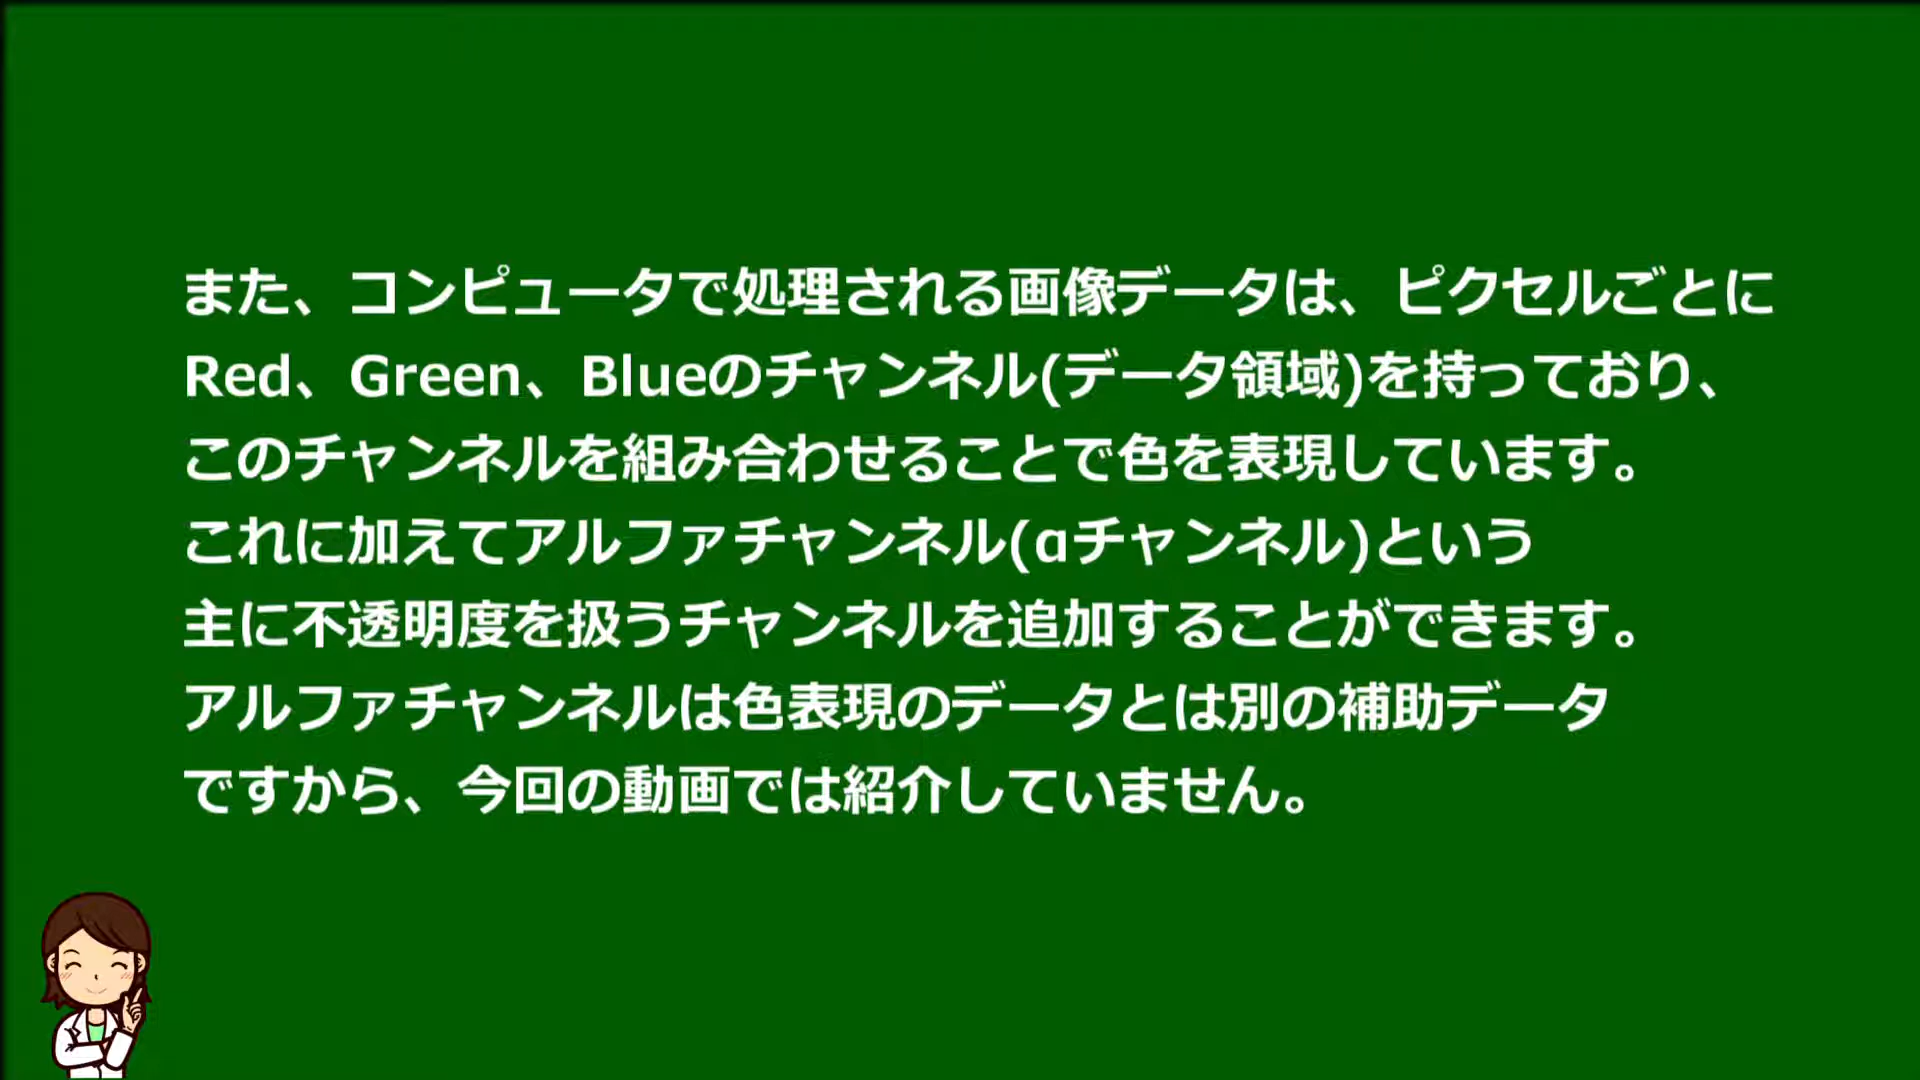 また、コンピュータで処理される画像データは、ピクセルごとに
Red、Green、Blueのチャンネル(データ領域)を持っており、
このチャンネルを組み合わせることで色を表現しています。
これに加えてアルファチャンネル(αチャンネル)という
主に不透明度を扱うチャンネルを追加することができます。
アルファチャンネルは色表現のデータとは別の補助データ
ですから、今回の動画では紹介していません。